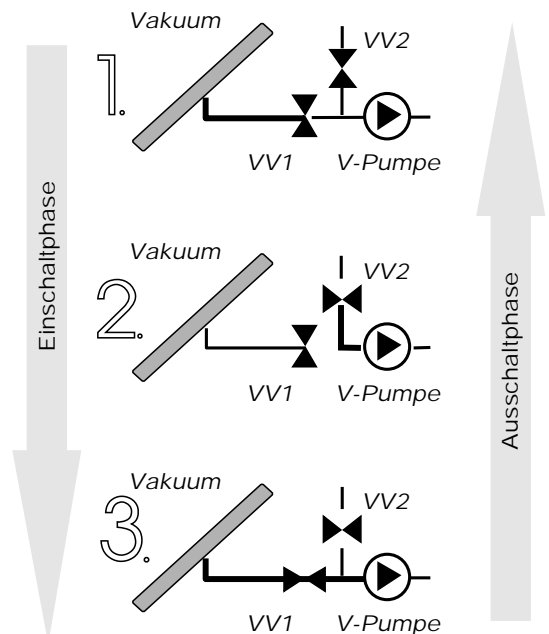 Vakuum
VV2
1.
VV1 V-Pumpe
Vakuum
VV2
2.
VV1 V-Pumpe
Vakuum
VV2
3.
VV1 V-Pumpe
Einschaltphase
Ausschaltphase